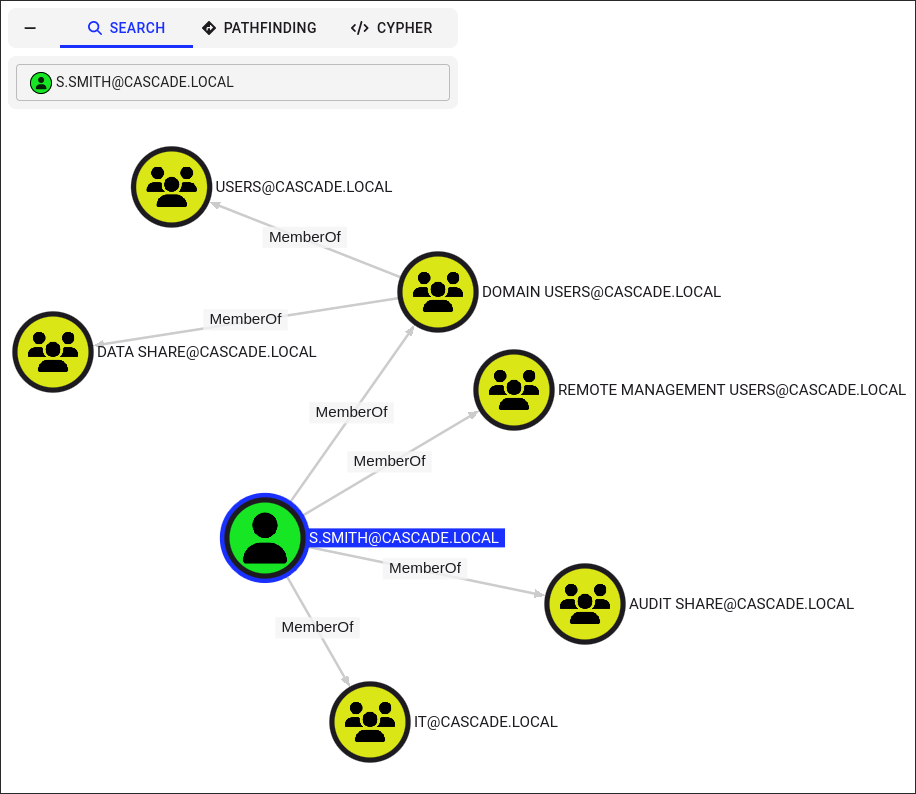 SEARCH PATHFINDING CYPHER
S.SMITH@CASCADE.LOCAL
USERS@CASCADE.LOCAL
MemberOf
DOMAIN USERS@CASCADE.LOCAL
MemberOf
DATA SHARE@CASCADE.LOCAL
REMOTE MANAGEMENT USERS@CASCADE.LOCAL
MemberOf
MemberOf
S.SMITH@CASCADE.LOCAL
MemberOf
AUDIT SHARE@CASCADE.LOCAL
MemberOf
IT@CASCADE.LOCAL